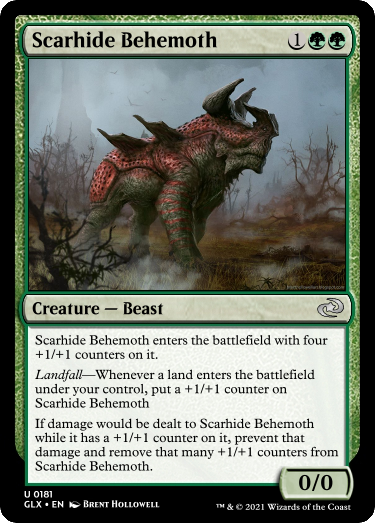 Scarhide Behemoth 1
Creature — Beast
Scarhide Behemoth enters the battlefield with four
+1/+1 counters on it.
Landfall—Whenever a land enters the battlefield
under your control, put a +1/+1 counter on
Scarhide Behemoth
If damage would be dealt to Scarhide Behemoth
while it has a +1/+1 counter on it, prevent that
damage and remove that many +1/+1 counters from
Scarhide Behemoth.
0/0
U 0181
GLX • EN Brent Hollowell ™ & © 2021 Wizards of the Coast